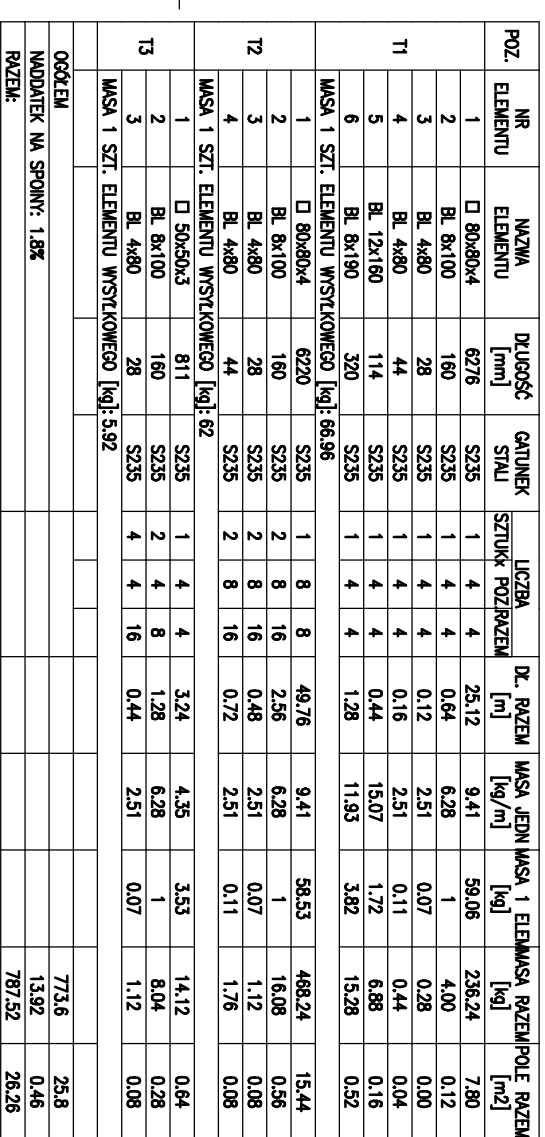 POZ. NR ELEMENTU NAZWA ELEMENTU DŁUGOŚĆ [mm] GATUNEK STALI LICZBA SZTUK x POZ. RAZEM DŁ. RAZEM [m] MASA JEDN [kg/m] MASA 1 ELEM [kg] MASA RAZEM [kg] POLE RAZEM [m2]
T1
1 □ 80x80x4 6276 S235 1 4 4 25.12 9.41 59.06 236.24 7.80
2 BL 8x100 160 S235 1 4 4 0.64 6.28 1 4.00 0.12
3 BL 4x80 28 S235 1 4 4 0.12 2.51 0.07 0.28 0.00
4 BL 4x80 44 S235 1 4 4 0.16 2.51 0.11 0.44 0.04
5 BL 12x160 114 S235 1 4 4 0.44 15.07 1.72 6.88 0.16
6 BL 8x190 320 S235 1 4 4 1.28 11.93 3.82 15.28 0.52
MASA 1 SZT. ELEMENTU WYSYŁKOWEGO [kg]: 66.96
T2
1 □ 80x80x4 6220 S235 1 8 8 49.76 9.41 58.53 468.24 15.44
2 BL 8x100 160 S235 2 8 16 2.56 6.28 1 16.08 0.56
3 BL 4x80 28 S235 2 8 16 0.48 2.51 0.07 1.12 0.08
4 BL 4x80 44 S235 2 8 16 0.72 2.51 0.11 1.76 0.08
MASA 1 SZT. ELEMENTU WYSYŁKOWEGO [kg]: 62
T3
1 □ 50x50x3 811 S235 1 4 4 3.24 4.35 3.53 14.12 0.64
2 BL 8x100 160 S235 2 4 8 1.28 6.28 1 8.04 0.28
3 BL 4x80 28 S235 4 4 16 0.44 2.51 0.07 1.12 0.08
MASA 1 SZT. ELEMENTU WYSYŁKOWEGO [kg]: 5.92
OGÓŁEM 773.6 25.8
NADDATEK NA SPOINY: 1.8% 13.92 0.46
RAZEM: 787.52 26.26